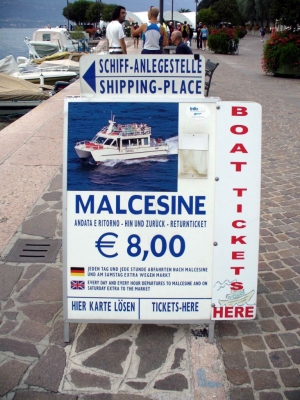 SCHIFF-ANLEGESTELLE
SHIPPING-PLACE
MALCESINE
ANDATA E RITORNO - HIN UND ZURÜCK - RETURNTICKET
€ 8,00
JEDEN TAG UND JEDE STUNDE ABFAHRTEN NACH MALCESINE
UND AM SAMSTAG EXTRA WEGEN MARKT
EVERY DAY AND EVERY HOUR DEPARTURES TO MALCESINE AND ON
SATURDAY EXTRA TO THE MARKET
HIER KARTE LÖSEN
TICKETS-HERE
BOAT TICKETS
HERE